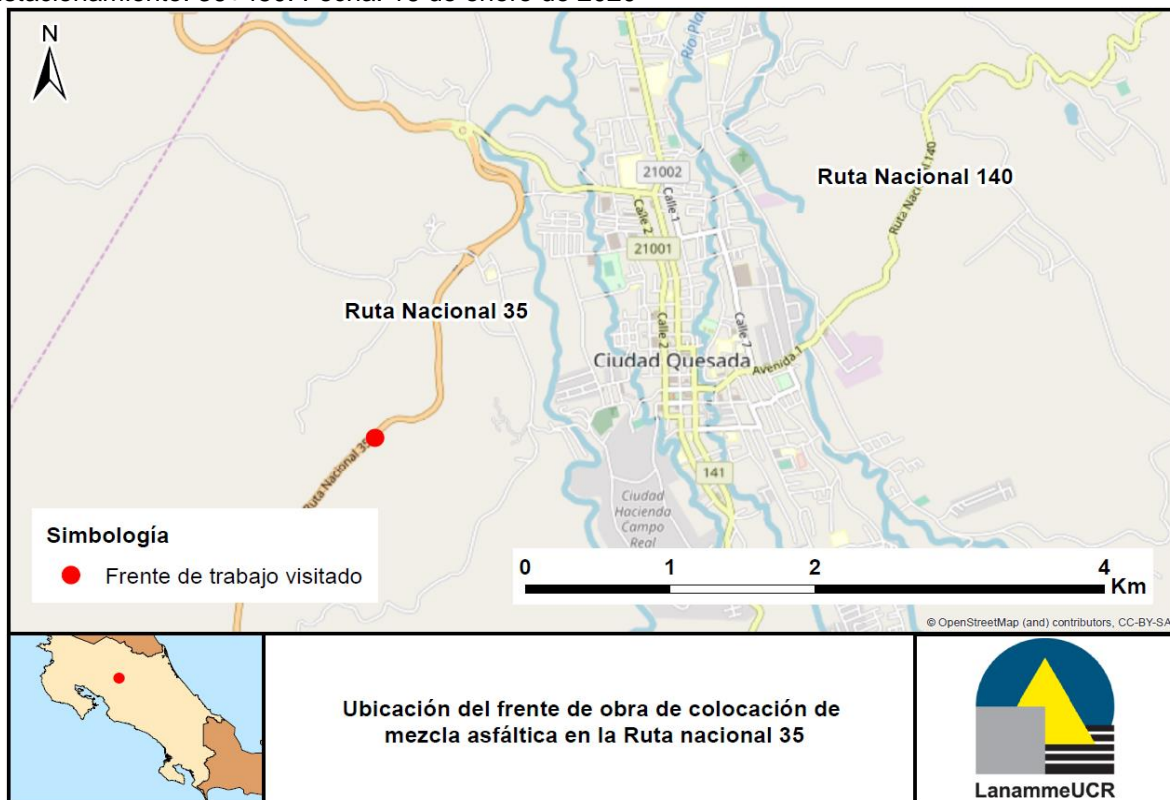 N
Río Pla
21002
Calle 1
Calle 2
21001
Ruta Nacional 140
Ruta Nacional 140
Ruta Nacional 35
Calle 2
Calle 7
Ciudad Quesada
Avenida 1
Ruta Nacional 35
141
Ciudad
Hacienda
Campo
Real
Simbología
Frente de trabajo visitado
0 1 2 4
Km
© OpenStreetMap (and) contributors, CC-BY-SA
Ubicación del frente de obra de colocación de
mezcla asfáltica en la Ruta nacional 35
LanammeUCR